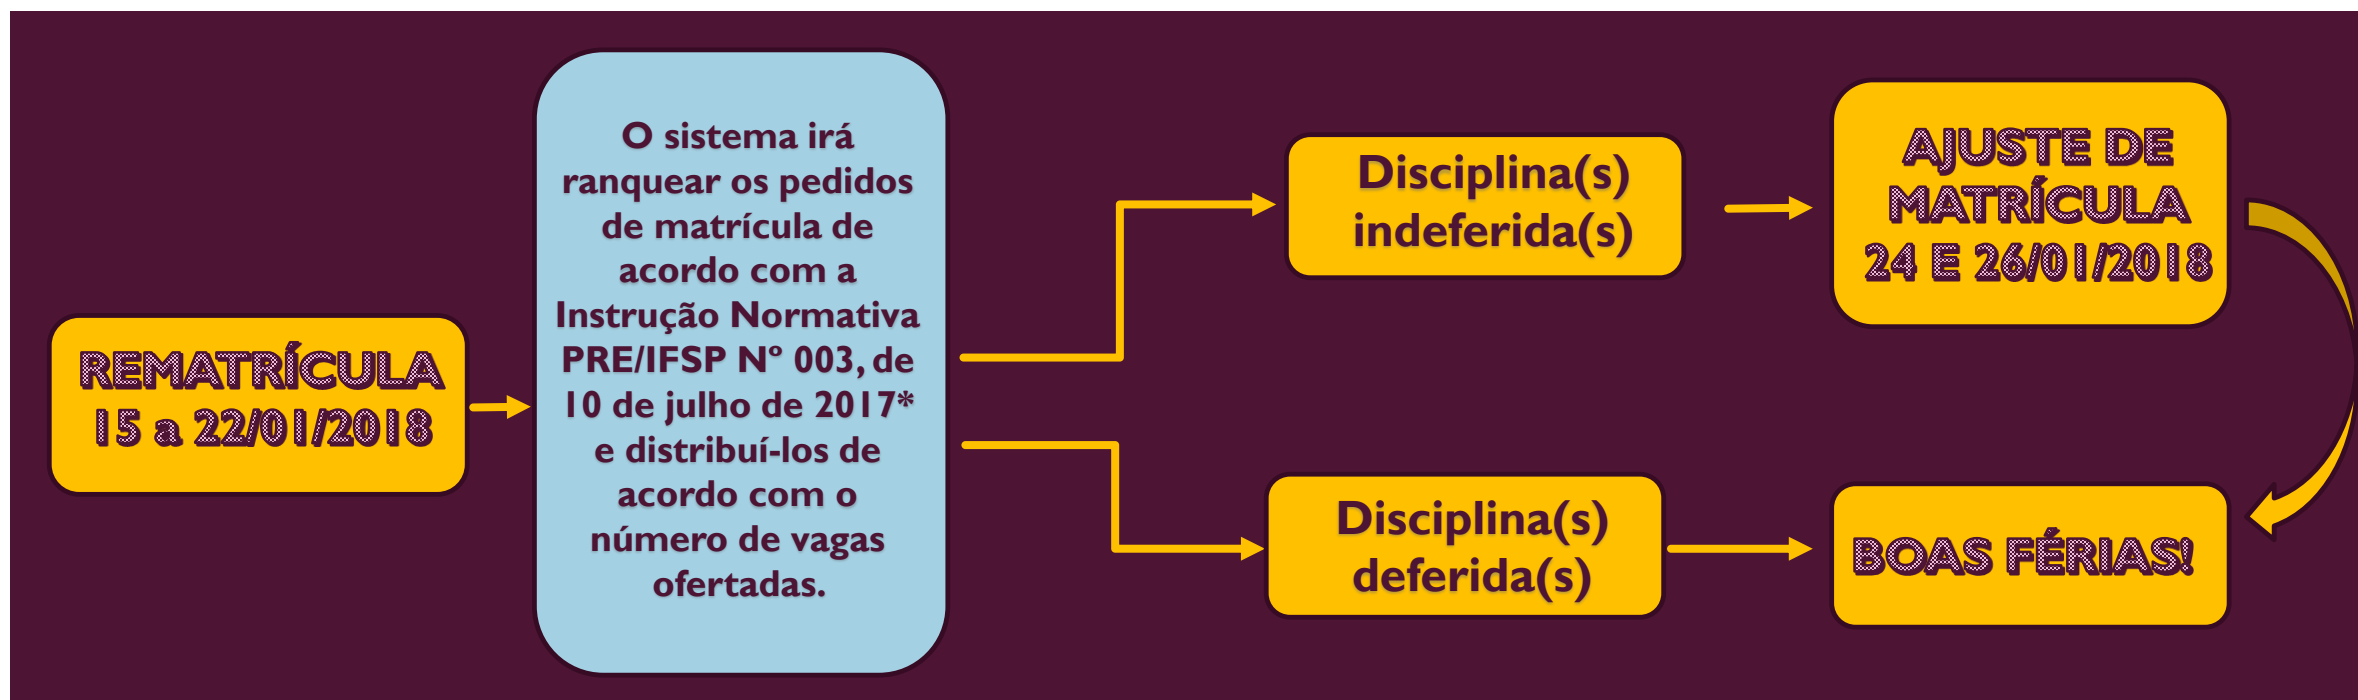 REMATRÍCULA
15 a 22/01/2018
O sistema irá
ranquear os pedidos
de matrícula de
acordo com a
Instrução Normativa
PRE/IFSP Nº 003, de
10 de julho de 2017*
e distribuí-los de
acordo com o
número de vagas
ofertadas.
Disciplina(s)
indeferida(s)
AJUSTE DE
MATRÍCULA
24 E 26/01/2018
Disciplina(s)
deferida(s)
BOAS FÉRIAS!